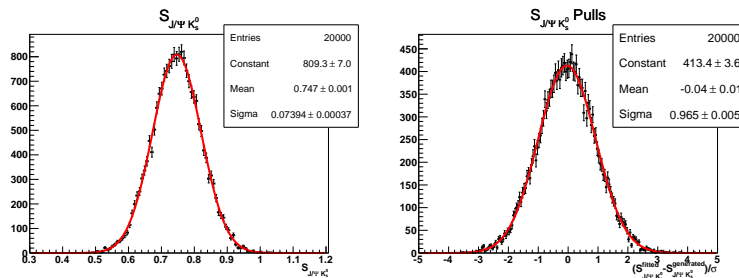 S_{J/Ψ K_s^0}
Entries 20000
Constant 809.3 ± 7.0
Mean 0.747 ± 0.001
Sigma 0.07394 ± 0.00037
800
700
600
500
400
300
200
100
0
0.3 0.4 0.5 0.6 0.7 0.8 0.9 1 1.1 1.2
S_{J/Ψ K_s^0}
S_{J/Ψ K_s^0} Pulls
Entries 20000
Constant 413.4 ± 3.6
Mean -0.04 ± 0.01
Sigma 0.965 ± 0.005
450
400
350
300
250
200
150
100
50
0
-5 -4 -3 -2 -1 0 1 2 3 4 5
(S^{fitted}_{J/Ψ K_s^0}-S^{generated}_{J/Ψ K_s^0})/σ